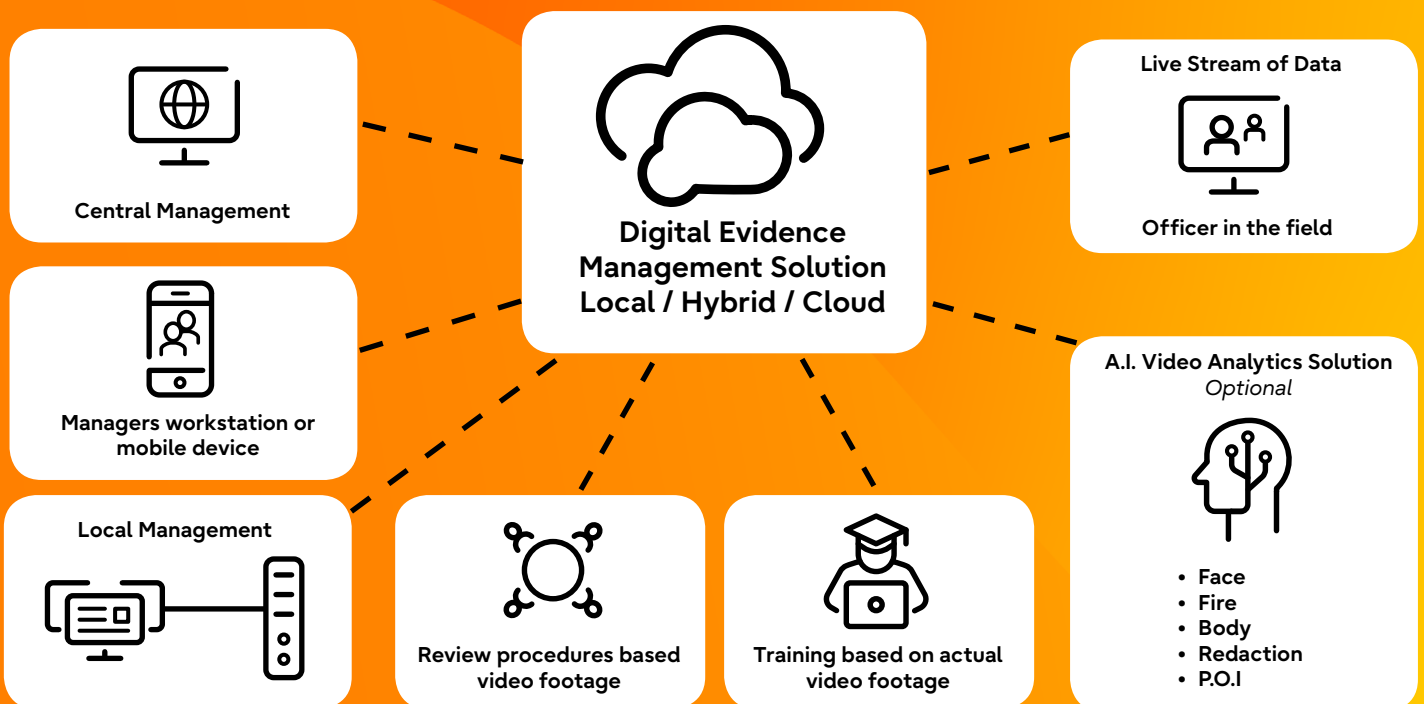 Digital Evidence
Management Solution
Local / Hybrid / Cloud
Central Management
Managers workstation or
mobile device
Local Management
Review procedures based
video footage
Training based on actual
video footage
Live Stream of Data
Officer in the field
A.I. Video Analytics Solution
Optional
• Face
• Fire
• Body
• Redaction
• P.O.I